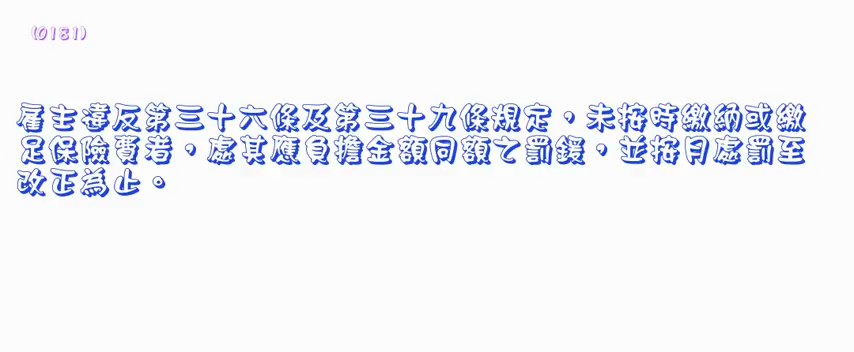 (0181)
雇主違反第三十六條及第三十九條規定，未按時繳納或繳
足保險費者，處其應負擔金額同額之罰鍰，並按月處罰至
改正為止。